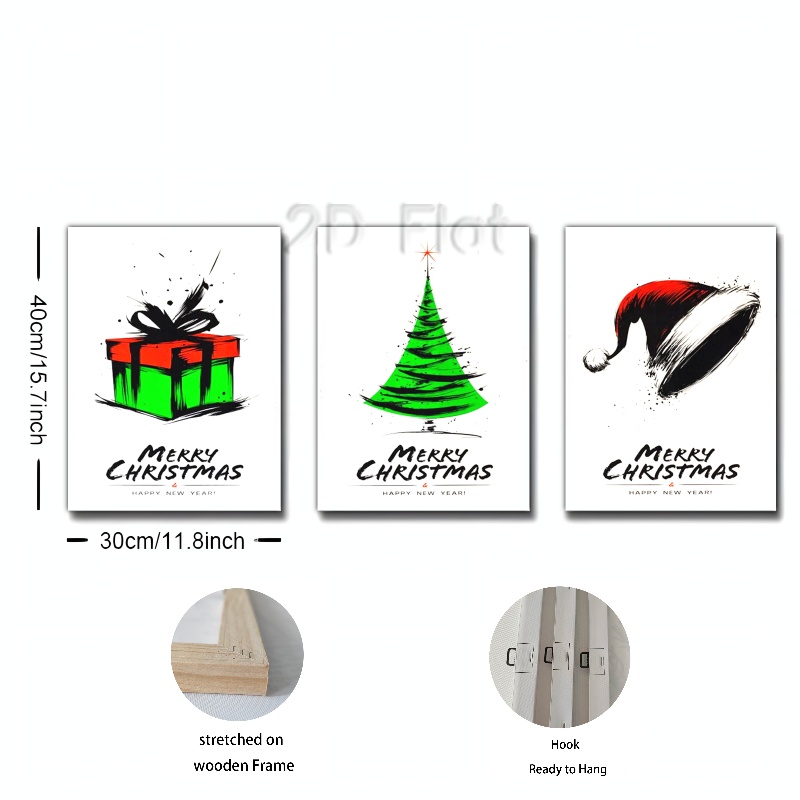 2D Flat
40cm/15.7inch
MERRY
CHRISTMAS
&
HAPPY NEW YEAR!
MERRY
CHRISTMAS
&
HAPPY NEW YEAR!
MERRY
CHRISTMAS
&
HAPPY NEW YEAR!
30cm/11.8inch
stretched on
wooden Frame
Hook
Ready to Hang